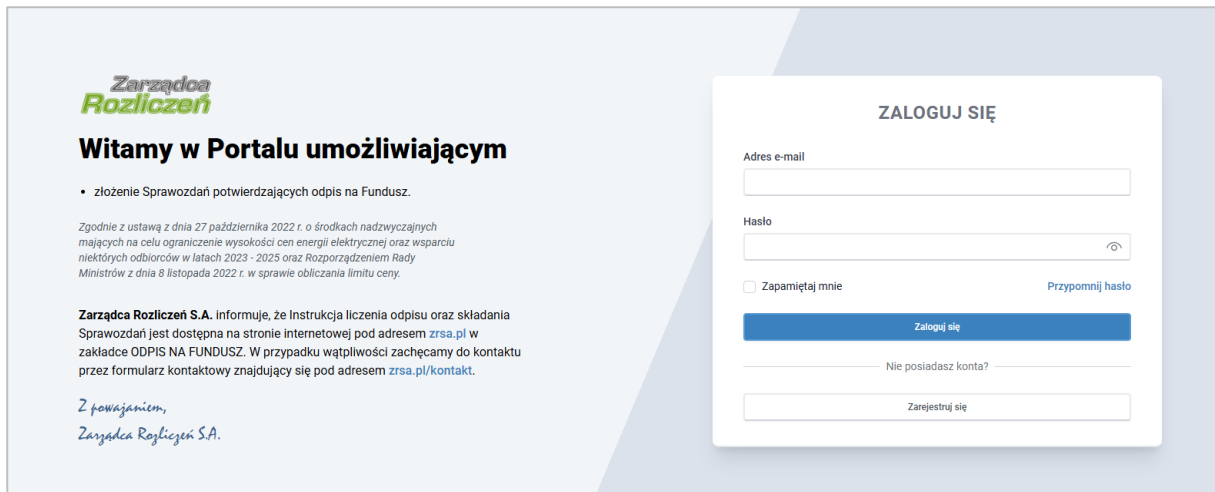 Zarządca
Rozliczeń
Witamy w Portalu umożliwiającym
• złożenie Sprawozdań potwierdzających odpis na Fundusz.
Zgodnie z ustawą z dnia 27 października 2022 r. o środkach nadzwyczajnych
mających na celu ograniczenie wysokości cen energii elektrycznej oraz wsparciu
niektórych odbiorców w latach 2023 - 2025 oraz Rozporządzeniem Rady
Ministrów z dnia 8 listopada 2022 r. w sprawie obliczania limitu ceny.
Zarządca Rozliczeń S.A. informuje, że Instrukcja liczenia odpisu oraz składania
Sprawozdań jest dostępna na stronie internetowej pod adresem zrsa.pl w
zakładce ODPIS NA FUNDUSZ. W przypadku wątpliwości zachęcamy do kontaktu
przez formularz kontaktowy znajdujący się pod adresem zrsa.pl/kontakt.
Z poważaniem,
Zarządca Rozliczeń S.A.
ZALOGUJ SIĘ
Adres e-mail
Hasło
Zapamiętaj mnie
Przypomnij hasło
Zaloguj się
Nie posiadasz konta?
Zarejestruj się